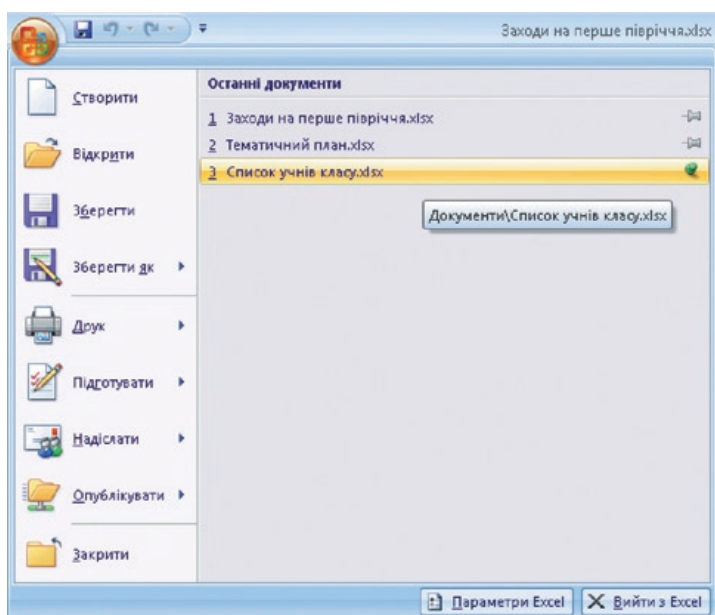 Заходи на перше півріччя.xlsx
Створити
Відкрити
Зберегти
Зберегти як
Друк
Підготувати
Надіслати
Опублікувати
Закрити
Останні документи
1 Заходи на перше півріччя.xlsx
2 Тематичний план.xlsx
3 Список учнів класу.xlsx
Документи\Список учнів класу.xlsx
Параметри Excel
Вийти з Excel